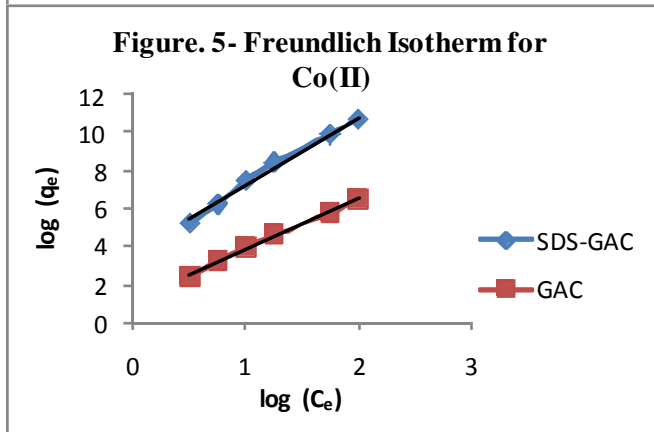 Figure. 5- Freundlich Isotherm for
Co(II)
12
10
8
6
4
2
0
log (qe)
0
1
2
3
log (Ce)
SDS-GAC
GAC